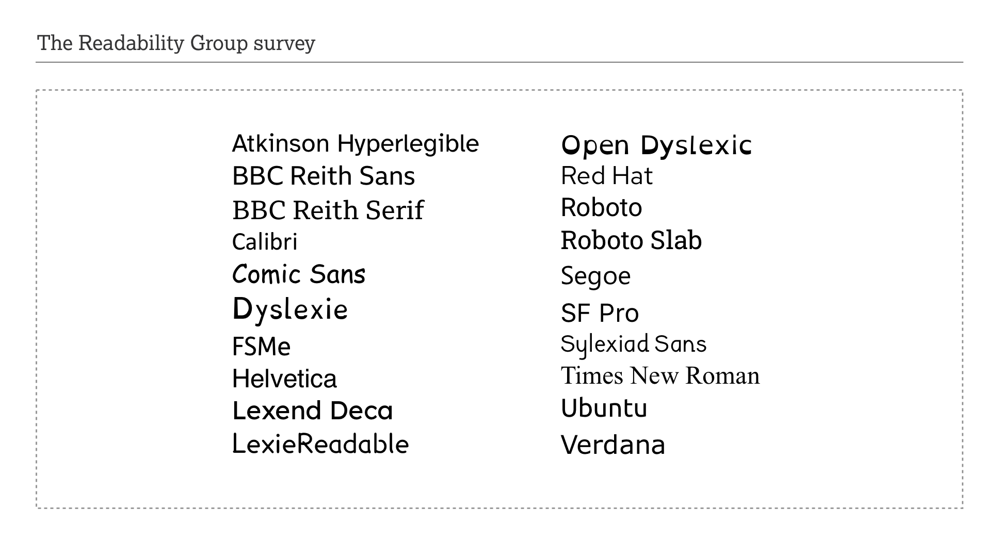 The Readability Group survey
Atkinson Hyperlegible
BBC Reith Sans
BBC Reith Serif
Calibri
Comic Sans
Dyslexie
FSMe
Helvetica
Lexend Deca
LexieReadable
Open Dyslexic
Red Hat
Roboto
Roboto Slab
Segoe
SF Pro
Sylexiad Sans
Times New Roman
Ubuntu
Verdana